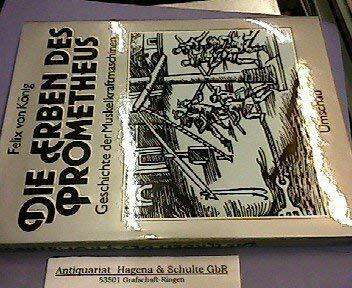 Felix von König
DIE ERBEN DES
PROMETHEUS
Geschichte der Muskelkraftmaschinen
Umschau
Antiquariat Hagena & Schulte GbR
53501 Grafschaft-Ringen